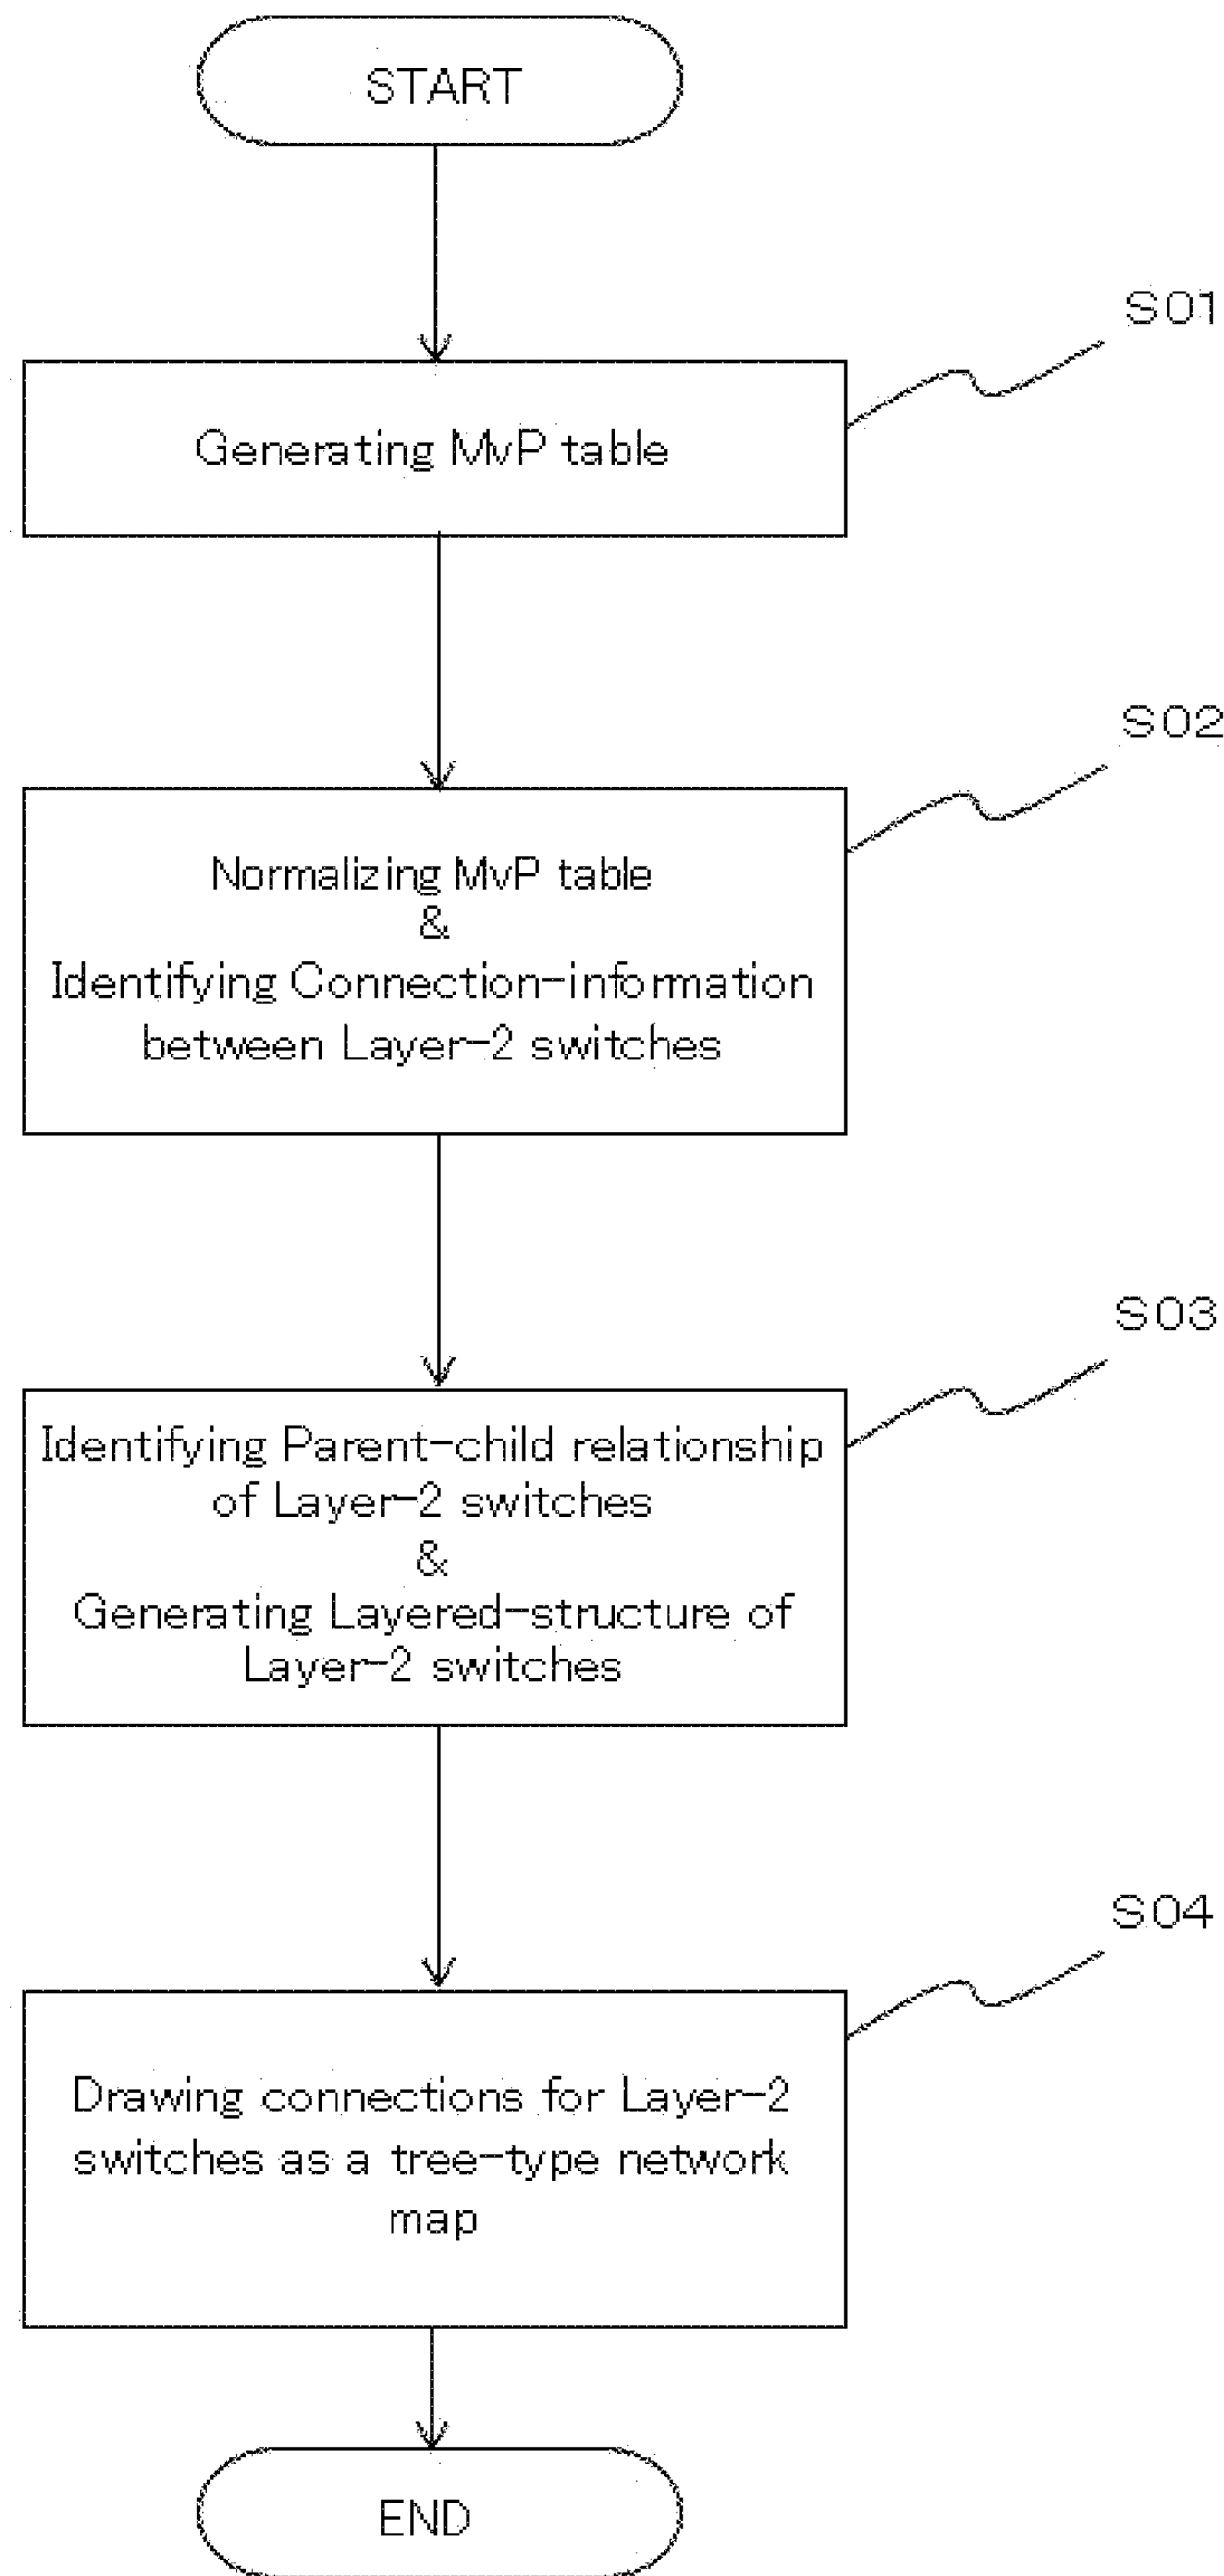 START
S01
Generating MvP table
S02
Normalizing MvP table
&
Identifying Connection-information
between Layer-2 switches
S03
Identifying Parent-child relationship
of Layer-2 switches
&
Generating Layered-structure of
Layer-2 switches
S04
Drawing connections for Layer-2
switches as a tree-type network
map
END